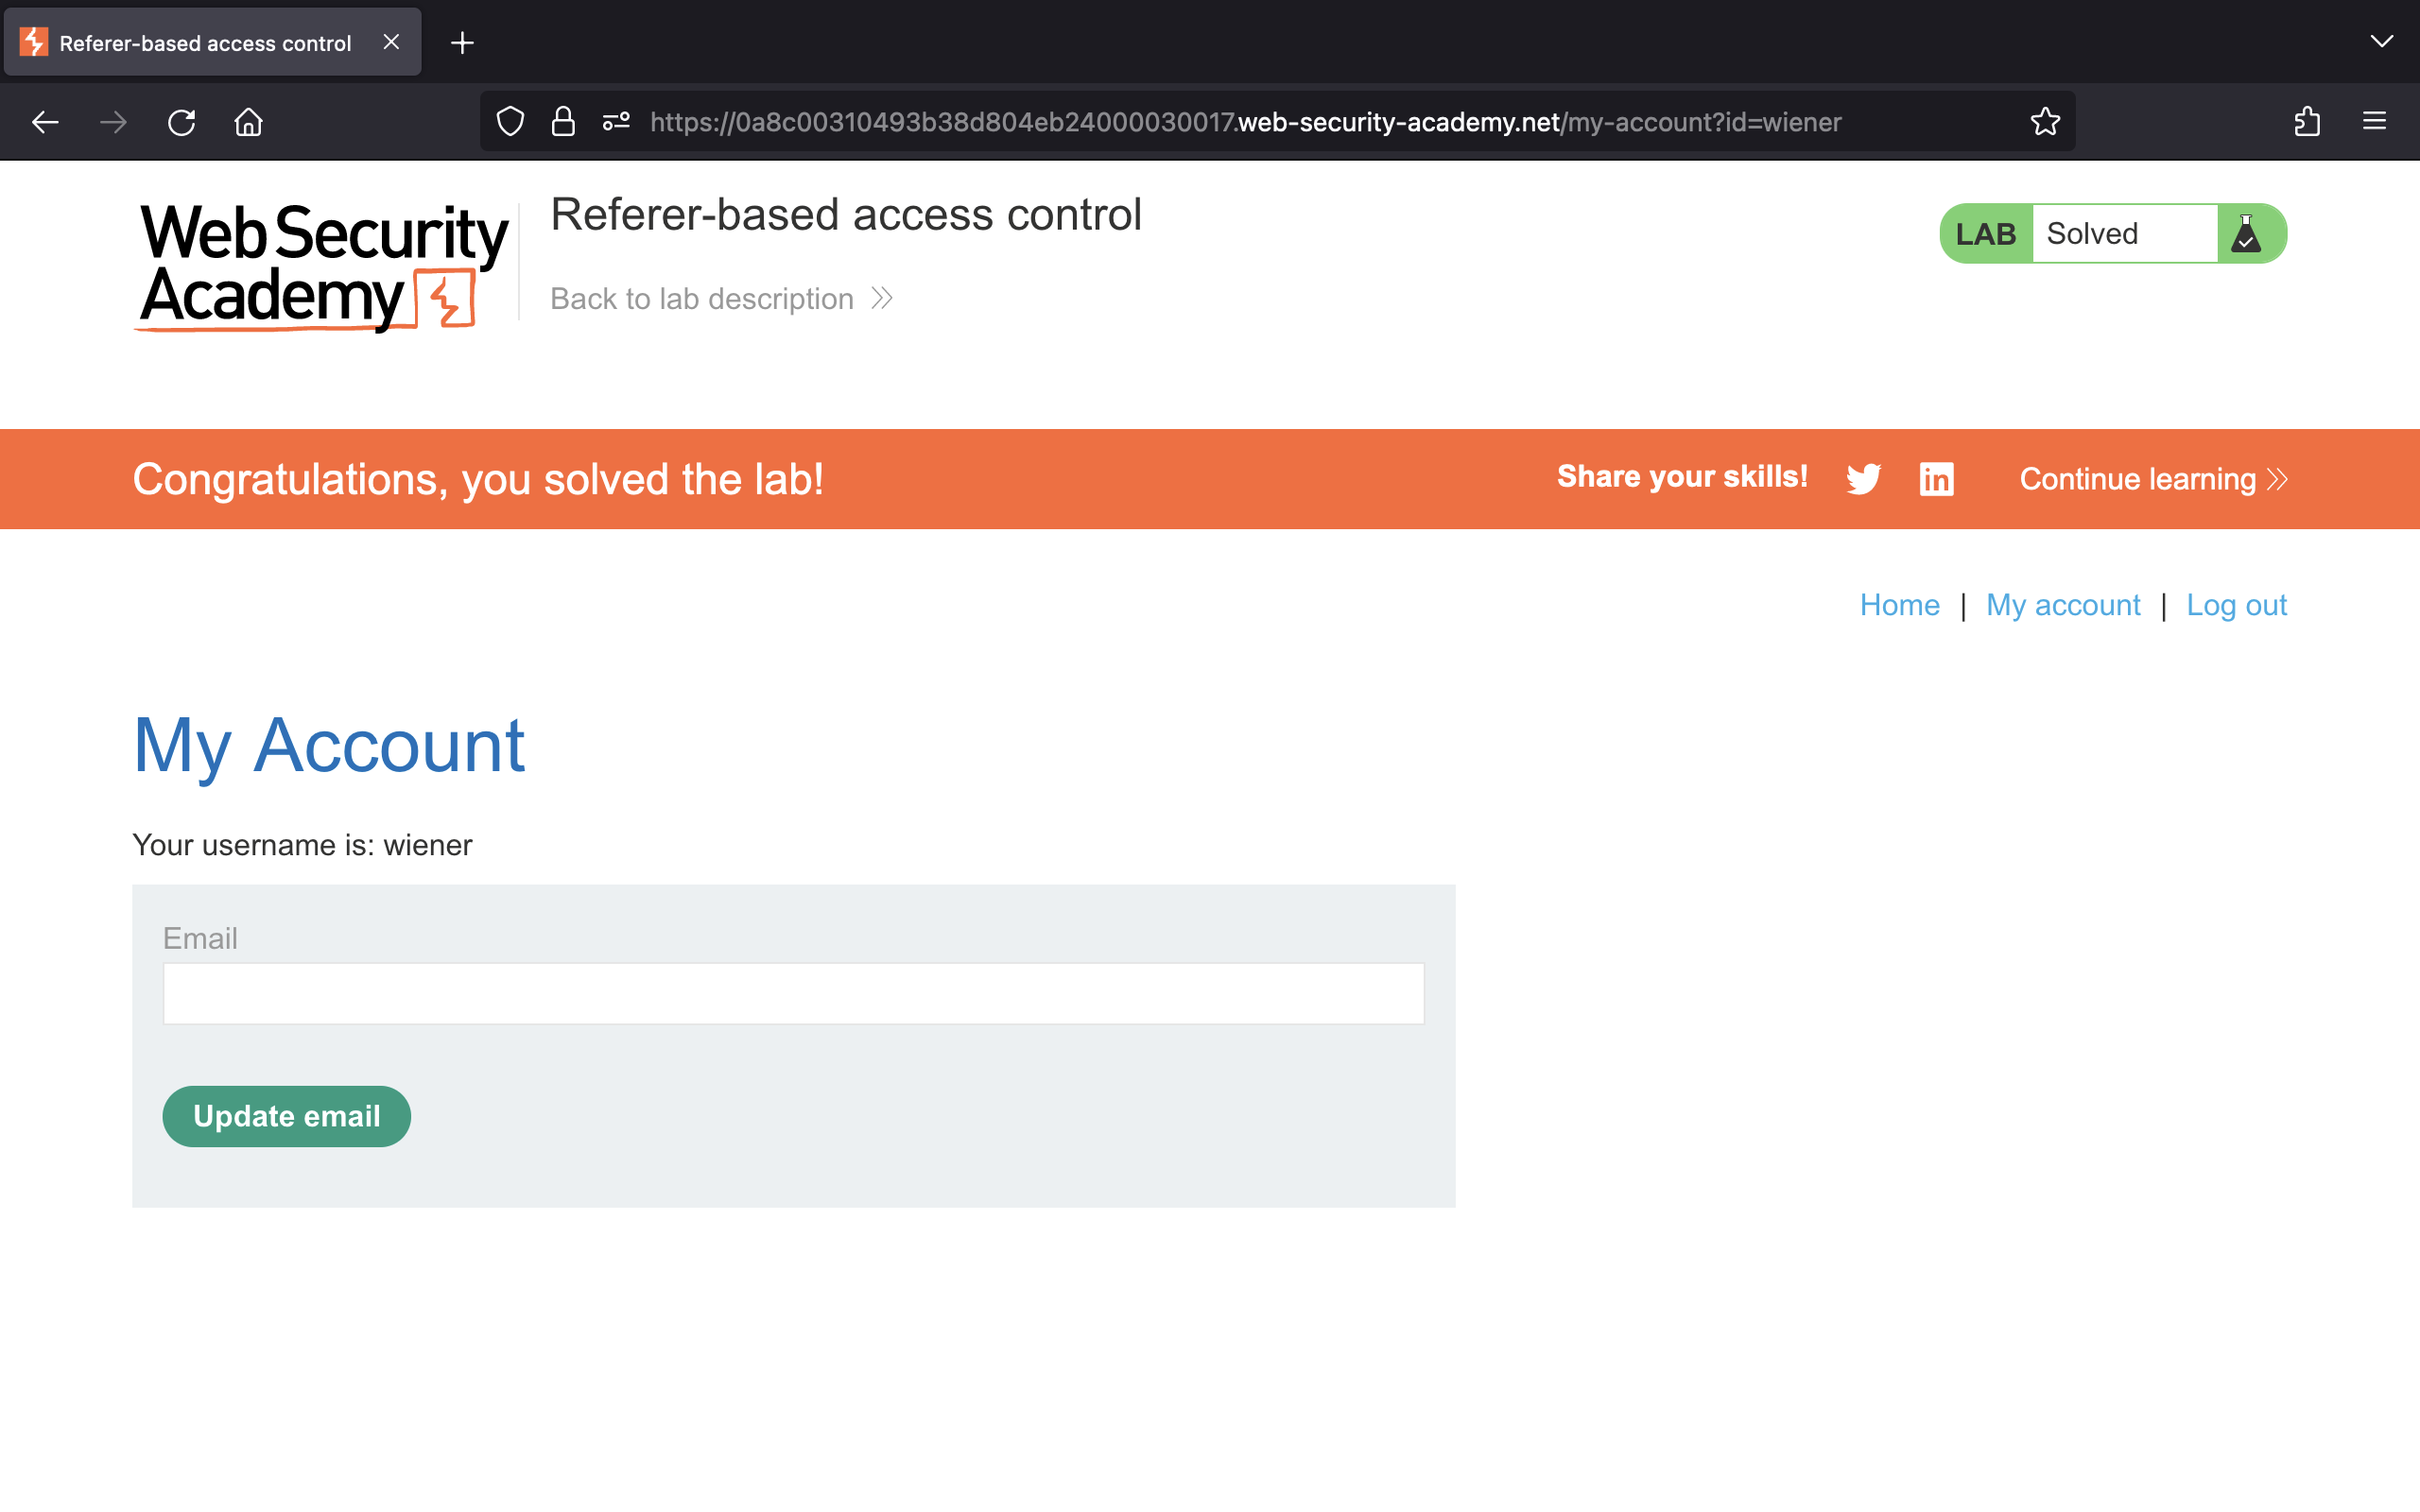 Referer-based access control
https://0a8c00310493b38d804eb24000030017.web-security-academy.net/my-account?id=wiener
Web Security
Academy
Referer-based access control
Back to lab description
LAB Solved
Congratulations, you solved the lab!
Share your skills!
Continue learning
Home | My account | Log out
My Account
Your username is: wiener
Email
Update email